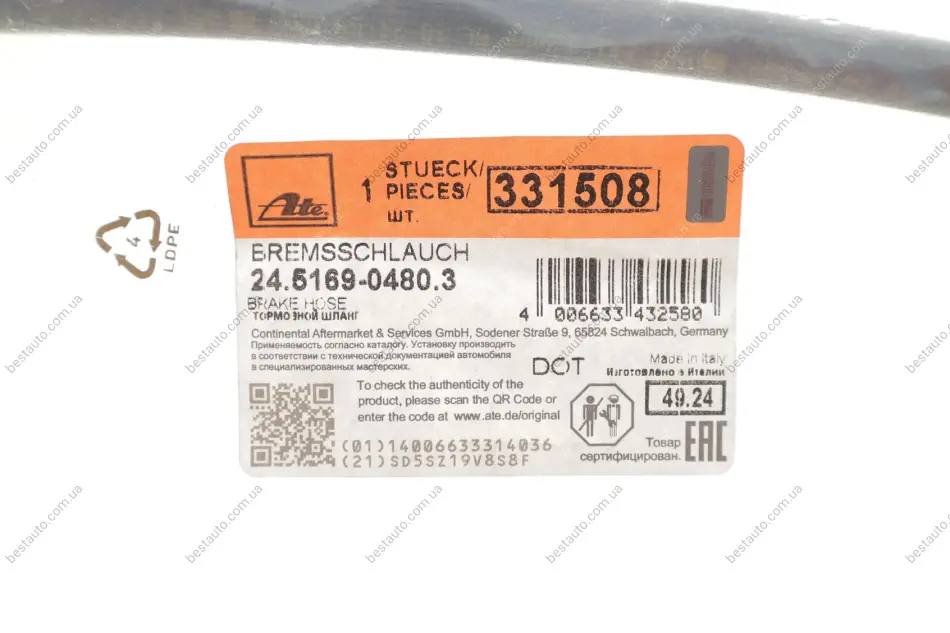 Ate
1
STUECK/
PIECES/
шт.
331508
BREMSSCHLAUCH
24.5169-0480.3
BRAKE HOSE
ТОРМОЗНОЙ ШЛАНГ
4 006633 432580
Continental Aftermarket & Services GmbH, Sodener Straße 9, 65824 Schwalbach, Germany
Применяемость согласно каталогу. Установку производить
в соответствии с технической документацией автомобиля
в специализированных мастерских.
DOT
Made in Italy
Изготовлено в Италии
To check the authenticity of the
product, please scan the QR Code or
enter the code at www.ate.de/original
49.24
(01)14006633314036
(21)SD5SZ19V8S8F
Товар
сертифицирован.
EAC
4
LDPE
bestauto.com.ua